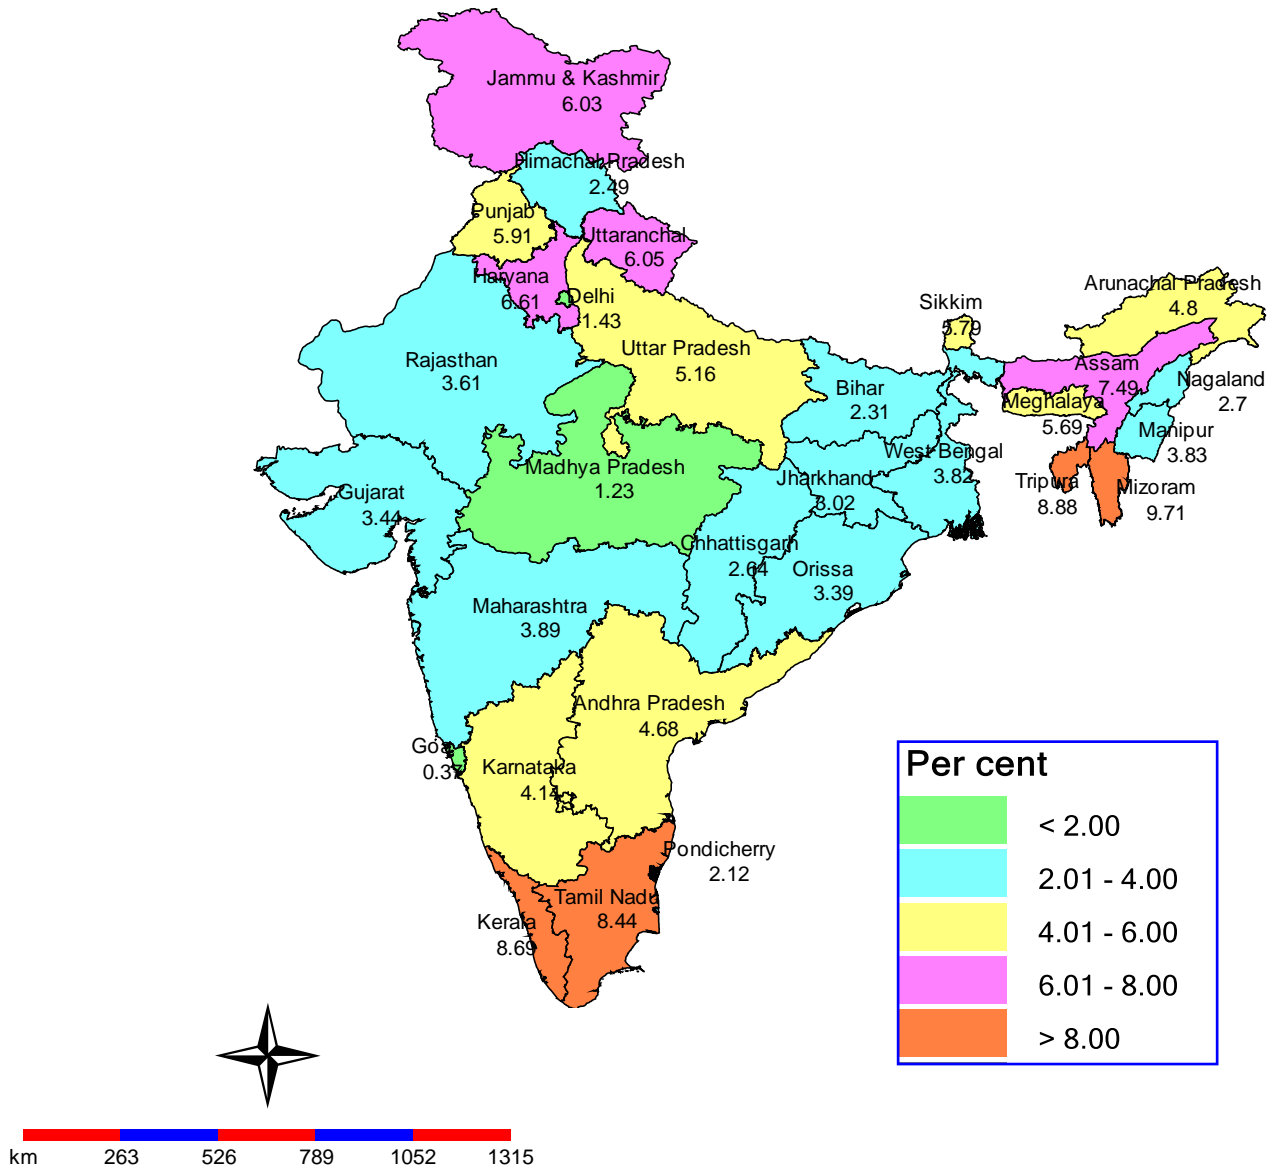 Jammu & Kashmir
6.03
Himachal Pradesh
2.49
Punjab
5.91
Uttaranchal
6.05
Haryana
6.61
Delhi
1.43
Arunachal Pradesh
4.8
Sikkim
5.79
Uttar Pradesh
5.16
Rajasthan
3.61
Assam
7.49
Nagaland
2.7
Bihar
2.31
Meghalaya
5.69
Manipur
3.83
West Bengal
3.82
Madhya Pradesh
1.23
Jharkhand
3.02
Tripura
8.88
Mizoram
9.71
Gujarat
3.44
Chhattisgarh
2.64
Orissa
3.39
Maharashtra
3.89
Andhra Pradesh
4.68
Goa
0.37
Karnataka
4.14
Pondicherry
2.12
Tamil Nadu
8.44
Kerala
8.69
Per cent
< 2.00
2.01 - 4.00
4.01 - 6.00
6.01 - 8.00
> 8.00
km 263 526 789 1052 1315